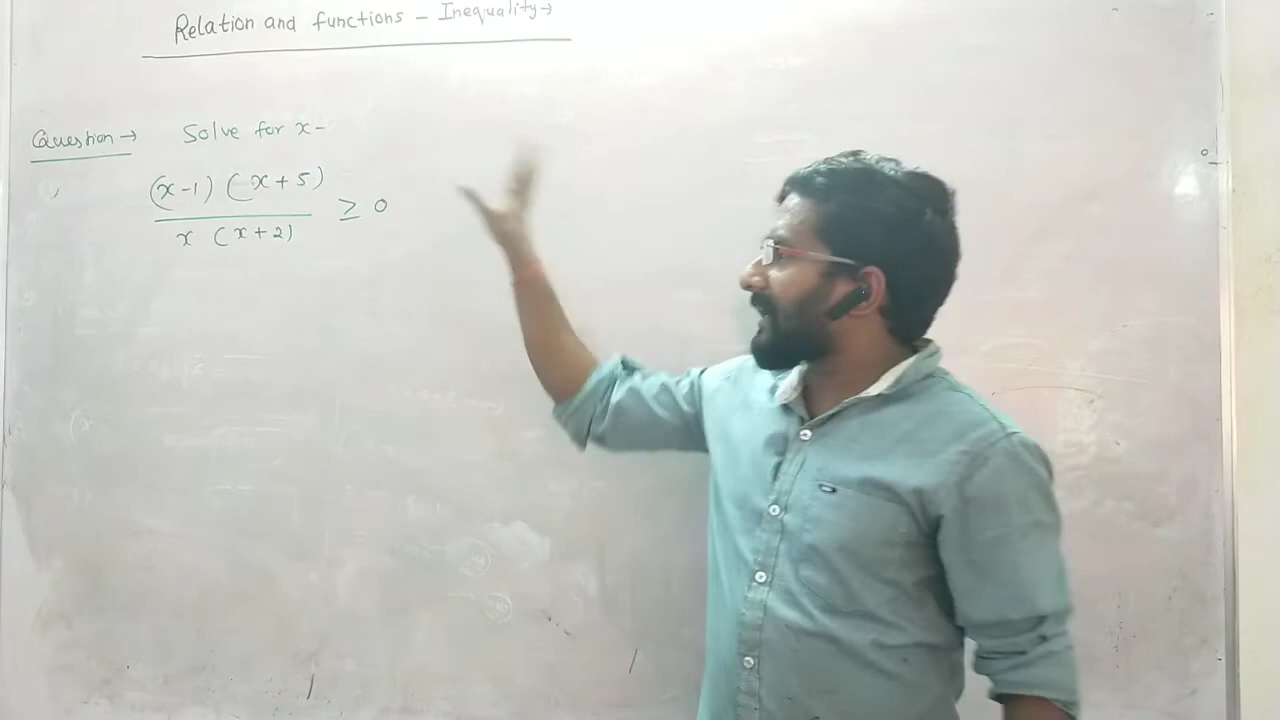 Relation and functions - Inequality→
Question → Solve for x -
(x-1) (x+5)
x (x+2)
≥ 0